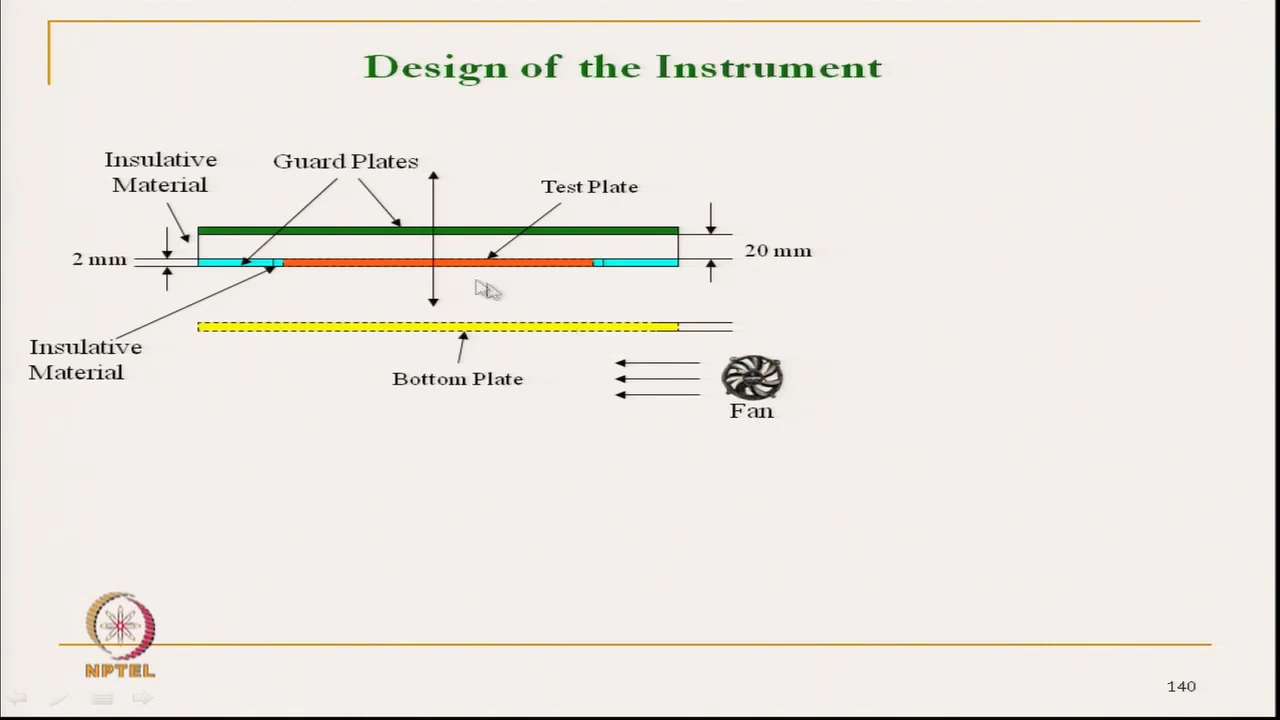 Design of the Instrument
Insulative
Material
Guard Plates
Test Plate
2 mm
20 mm
Insulative
Material
Bottom Plate
Fan
NPTEL
140